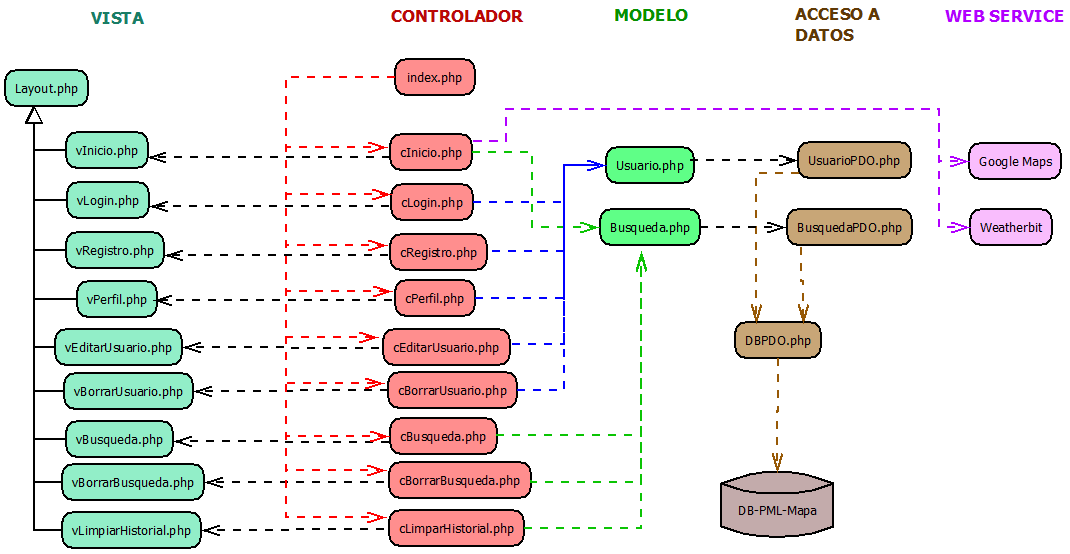 VISTA
CONTROLADOR
MODELO
ACCESO A
DATOS
WEB SERVICE
Layout.php
index.php
vInicio.php
cInicio.php
Usuario.php
UsuarioPDO.php
Google Maps
vLogin.php
cLogin.php
Busqueda.php
BusquedaPDO.php
Weatherbit
vRegistro.php
cRegistro.php
vPerfil.php
cPerfil.php
vEditarUsuario.php
cEditarUsuario.php
DBPDO.php
vBorrarUsuario.php
cBorrarUsuario.php
vBusqueda.php
cBusqueda.php
vBorrarBusqueda.php
cBorrarBusqueda.php
DB-PML-Mapa
vLimpiarHistorial.php
cLimparHistorial.php